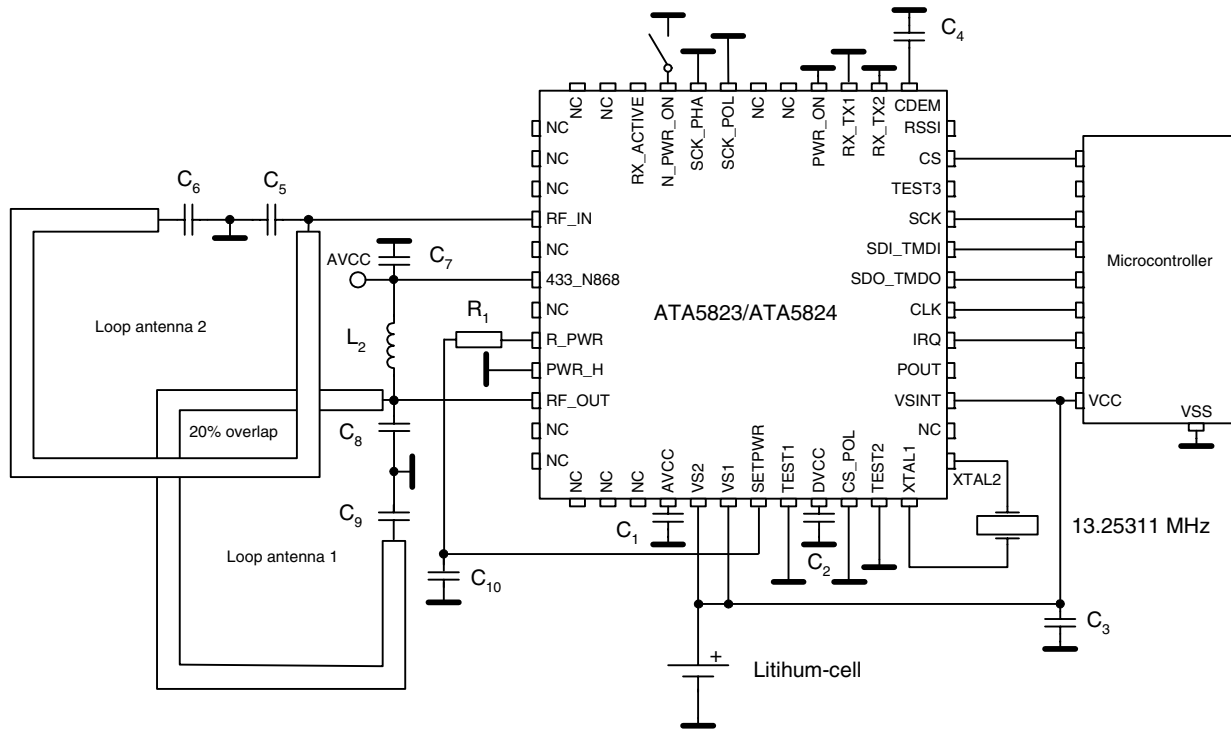 C4
NC
NC
RX_ACTIVE
N_PWR_ON
SCK_PHA
SCK_POL
NC
NC
PWR_ON
RX_TX1
RX_TX2
CDEM
NC
RSSI
NC
CS
NC
TEST3
C6
C5
RF_IN
SCK
NC
SDI_TMDI
AVCC
C7
433_N868
SDO_TMDO
Microcontroller
NC
CLK
ATA5823/ATA5824
Loop antenna 2
L2
R1
R_PWR
IRQ
PWR_H
POUT
RF_OUT
VSINT
VCC
VSS
20% overlap
C8
NC
NC
NC
XTAL2
NC
NC
NC
AVCC
VS2
VS1
SETPWR
TEST1
DVCC
CS_POL
TEST2
XTAL1
C9
C1
C2
13.25311 MHz
Loop antenna 1
C10
C3
+
Litihum-cell